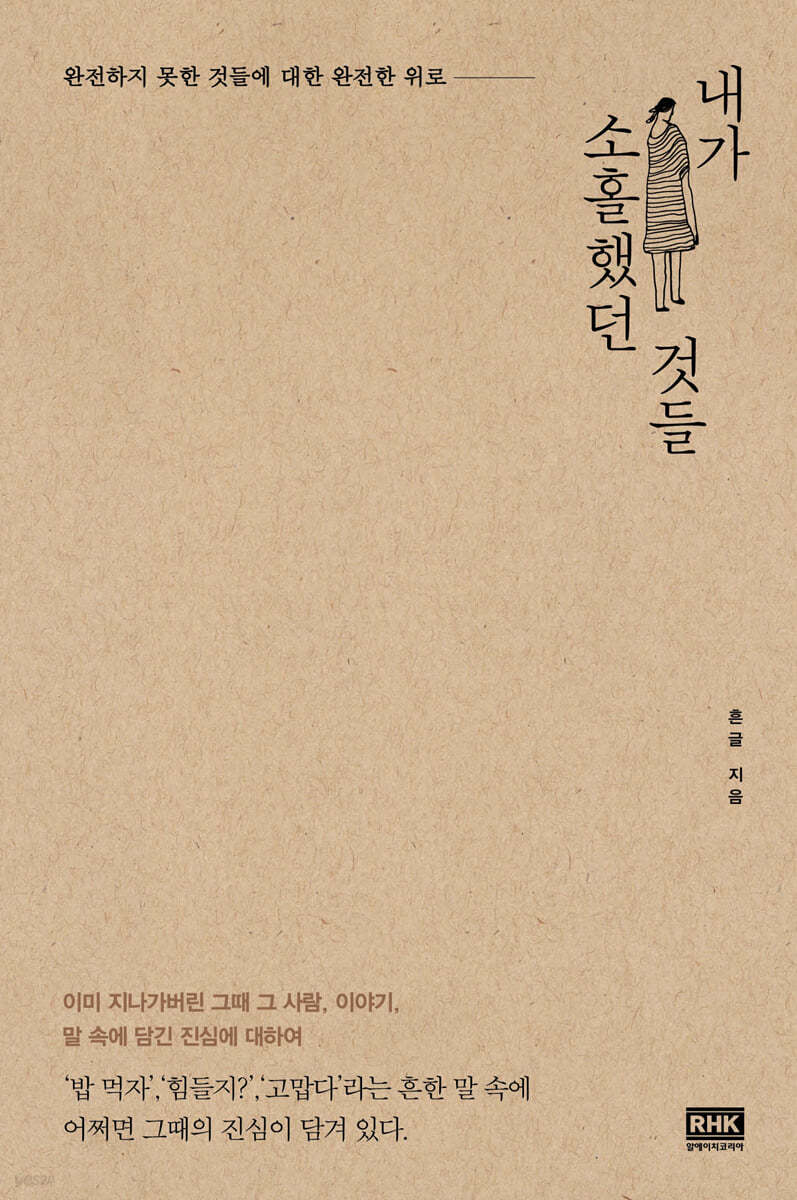 완전하지 못한 것들에 대한 완전한 위로
내가
소홀했던
것들
흔글 지음
이미 지나가버린 그때 그 사람, 이야기,
말 속에 담긴 진심에 대하여
‘밥 먹자’, ‘힘들지?’, ‘고맙다’라는 흔한 말 속에
어쩌면 그때의 진심이 담겨 있다.
RHK
알에이치코리아
yes24